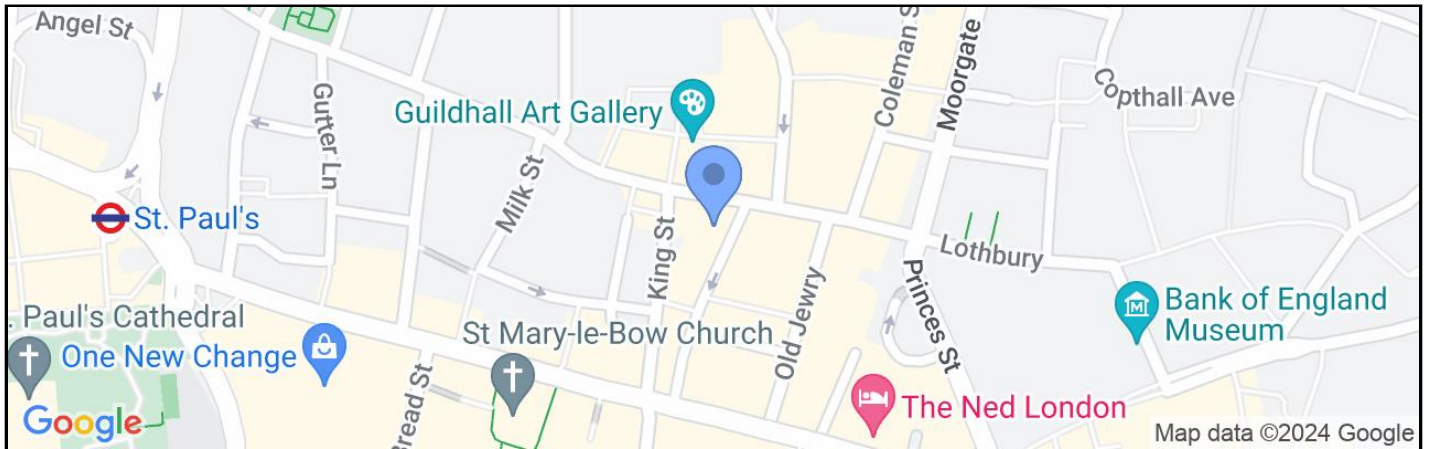 Angel St
Gutter Ln
Guildhall Art Gallery
Milk St
Coleman S
Moorgate
Copthall Ave
St. Paul's
King St
Lothbury
Old Jewry
Princes St
. Paul's Cathedral
One New Change
St Mary-le-Bow Church
Bank of England
Museum
Bread St
The Ned London
Google
Map data ©2024 Google